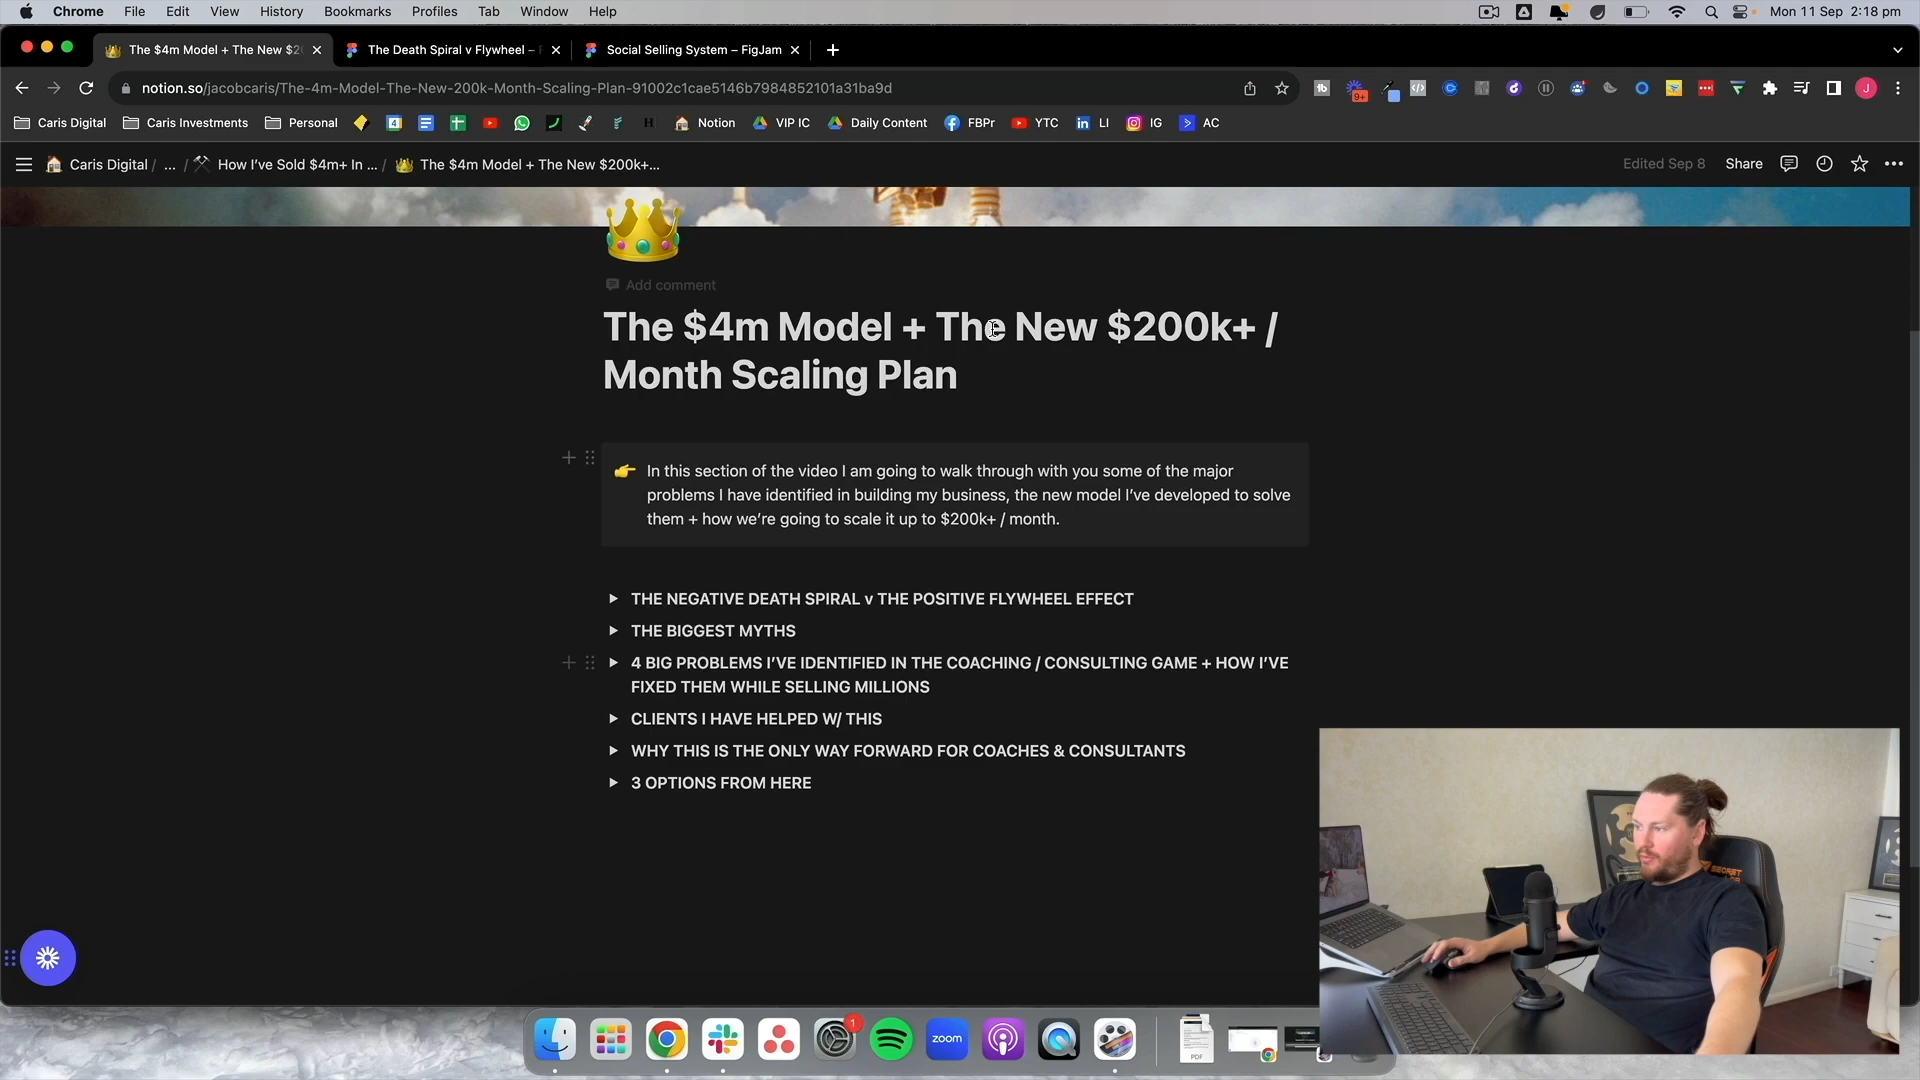 Chrome File Edit View History Bookmarks Profiles Tab Window Help Mon 11 Sep 2:18 pm
The $4m Model + The New $20 The Death Spiral v Flywheel – Social Selling System – FigJam
notion.so/jacobcaris/The-4m-Model-The-New-200k-Month-Scaling-Plan-91002c1cae5146b7984852101a31ba9d 9+ J
Caris Digital Caris Investments Personal 4 H Notion VIP IC Daily Content FBPr YTC LI IG AC
Caris Digital / ... / How I’ve Sold $4m+ In ... / The $4m Model + The New $200k+... Edited Sep 8 Share
Add comment
The $4m Model + The New $200k+ /
Month Scaling Plan
In this section of the video I am going to walk through with you some of the major
problems I have identified in building my business, the new model I’ve developed to solve
them + how we’re going to scale it up to $200k+ / month.
THE NEGATIVE DEATH SPIRAL v THE POSITIVE FLYWHEEL EFFECT
THE BIGGEST MYTHS
4 BIG PROBLEMS I’VE IDENTIFIED IN THE COACHING / CONSULTING GAME + HOW I’VE
FIXED THEM WHILE SELLING MILLIONS
CLIENTS I HAVE HELPED W/ THIS
WHY THIS IS THE ONLY WAY FORWARD FOR COACHES & CONSULTANTS
3 OPTIONS FROM HERE
1
zoom
PDF